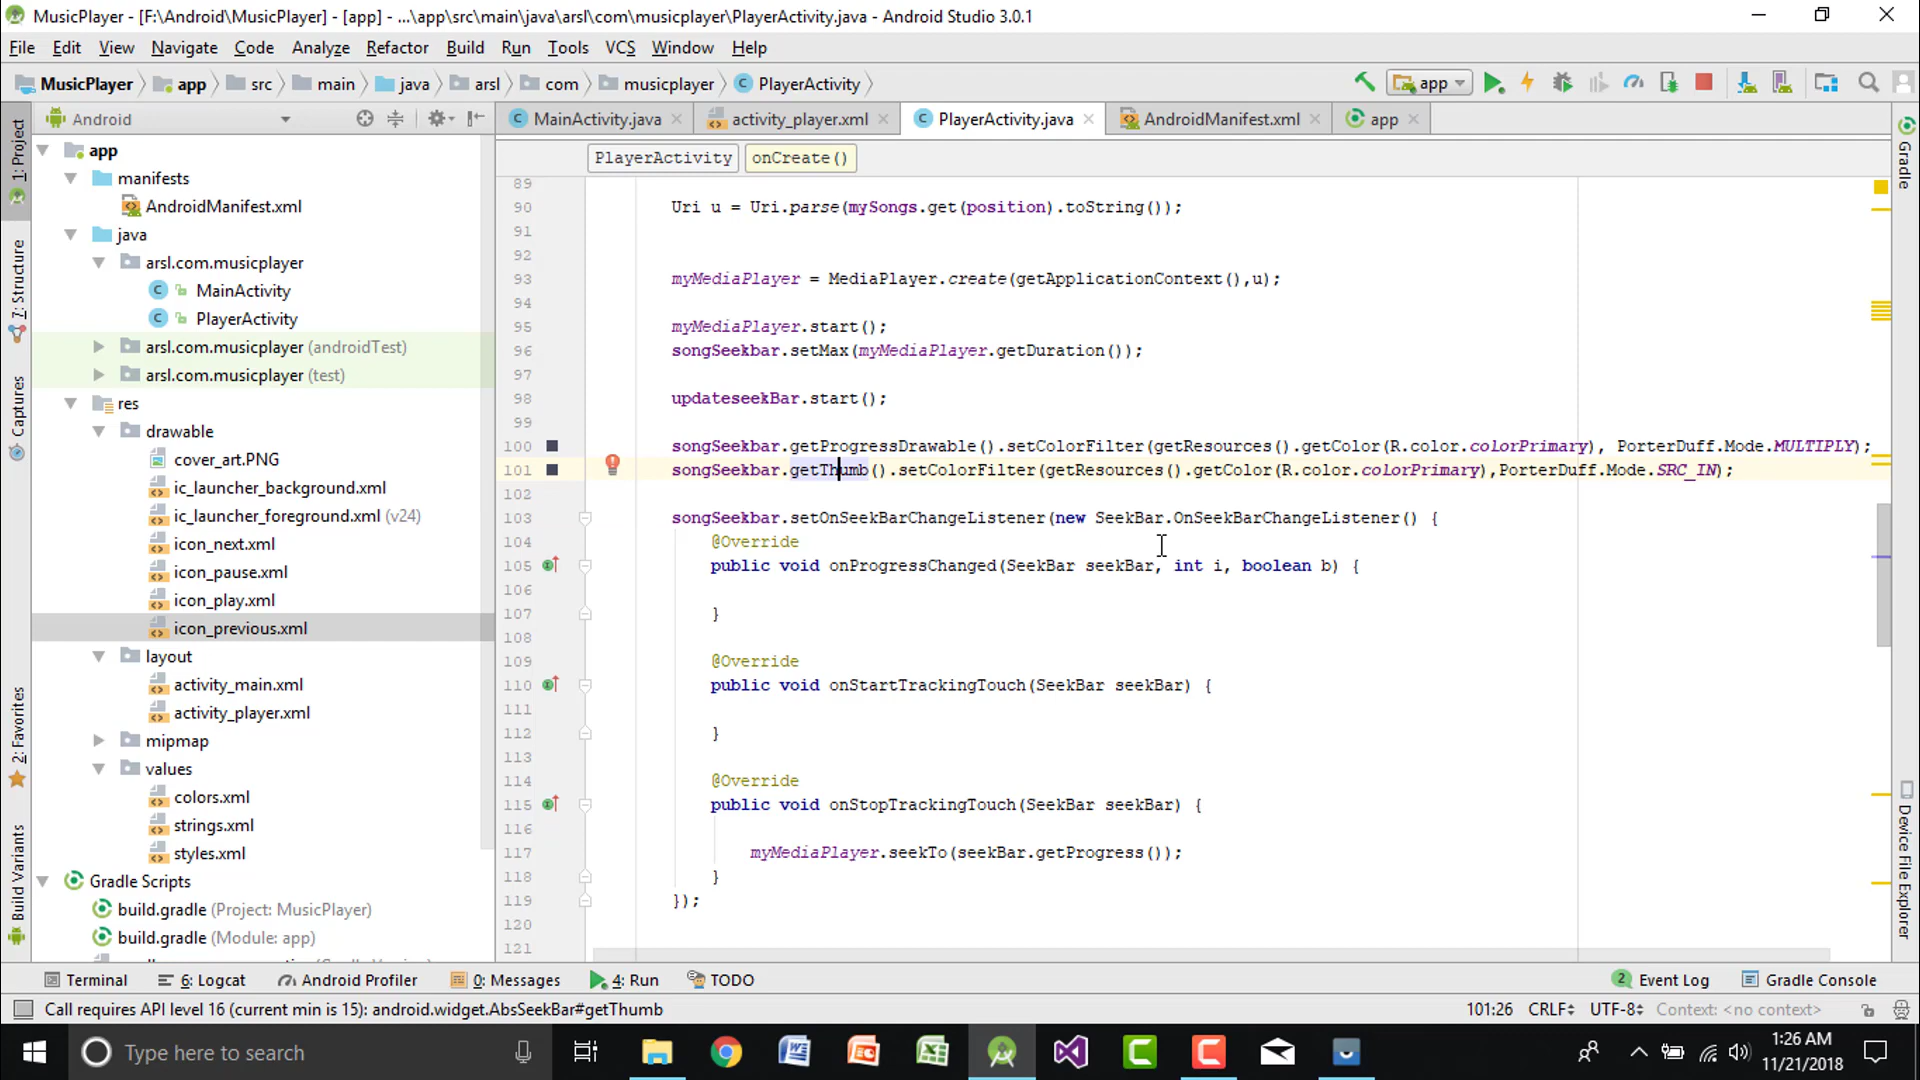 MusicPlayer - [F:\Android\MusicPlayer] - [app] - ...\app\src\main\java\arsl\com\musicplayer\PlayerActivity.java - Android Studio 3.0.1
File Edit View Navigate Code Analyze Refactor Build Run Tools VCS Window Help
MusicPlayer app src main java arsl com musicplayer PlayerActivity app
Android MainActivity.java activity_player.xml PlayerActivity.java AndroidManifest.xml app
PlayerActivity onCreate()
1: Project
7: Structure
Captures
2: Favorites
Build Variants
app
manifests
AndroidManifest.xml
java
arsl.com.musicplayer
MainActivity
PlayerActivity
arsl.com.musicplayer (androidTest)
arsl.com.musicplayer (test)
res
drawable
cover_art.PNG
ic_launcher_background.xml
ic_launcher_foreground.xml (v24)
icon_next.xml
icon_pause.xml
icon_play.xml
icon_previous.xml
layout
activity_main.xml
activity_player.xml
mipmap
values
colors.xml
strings.xml
styles.xml
Gradle Scripts
build.gradle (Project: MusicPlayer)
build.gradle (Module: app)
89
90 Uri u = Uri.parse(mySongs.get(position).toString());
91
92
93 myMediaPlayer = MediaPlayer.create(getApplicationContext(),u);
94
95 myMediaPlayer.start();
96 songSeekbar.setMax(myMediaPlayer.getDuration());
97
98 updateseekBar.start();
99
100 songSeekbar.getProgressDrawable().setColorFilter(getResources().getColor(R.color.colorPrimary), PorterDuff.Mode.MULTIPLY);
101 songSeekbar.getThumb().setColorFilter(getResources().getColor(R.color.colorPrimary),PorterDuff.Mode.SRC_IN);
102
103 songSeekbar.setOnSeekBarChangeListener(new SeekBar.OnSeekBarChangeListener() {
104 @Override
105 public void onProgressChanged(SeekBar seekBar, int i, boolean b) {
106
107 }
108
109 @Override
110 public void onStartTrackingTouch(SeekBar seekBar) {
111
112 }
113
114 @Override
115 public void onStopTrackingTouch(SeekBar seekBar) {
116
117 myMediaPlayer.seekTo(seekBar.getProgress());
118 }
119 });
120
121
Gradle
Device File Explorer
Terminal 6: Logcat Android Profiler 0: Messages 4: Run TODO 2 Event Log Gradle Console
Call requires API level 16 (current min is 15): android.widget.AbsSeekBar#getThumb 101:26 CRLF UTF-8 Context: <no context>
Type here to search
1:26 AM
11/21/2018